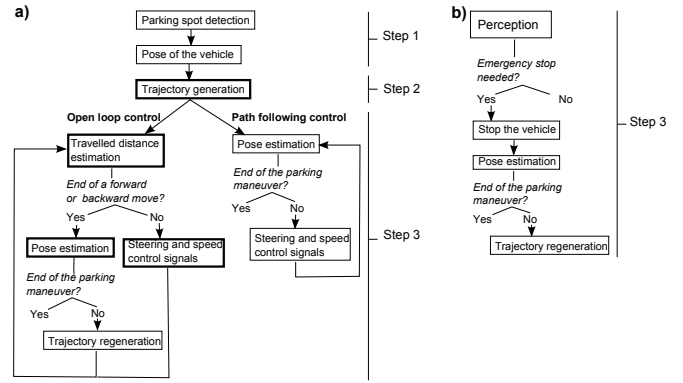 a)
Parking spot detection
Pose of the vehicle
Step 1
Trajectory generation
Step 2
Open loop control
Path following control
Travelled distance
estimation
Pose estimation
End of a forward
or backward move?
End of the parking
maneuver?
Yes
No
Yes
No
Pose estimation
Steering and speed
control signals
Steering and speed
control signals
Step 3
End of the parking
maneuver?
Yes
No
Trajectory regeneration
b)
Perception
Emergency stop
needed?
Yes
No
Stop the vehicle
Step 3
Pose estimation
End of the parking
maneuver?
Yes
No
Trajectory regeneration